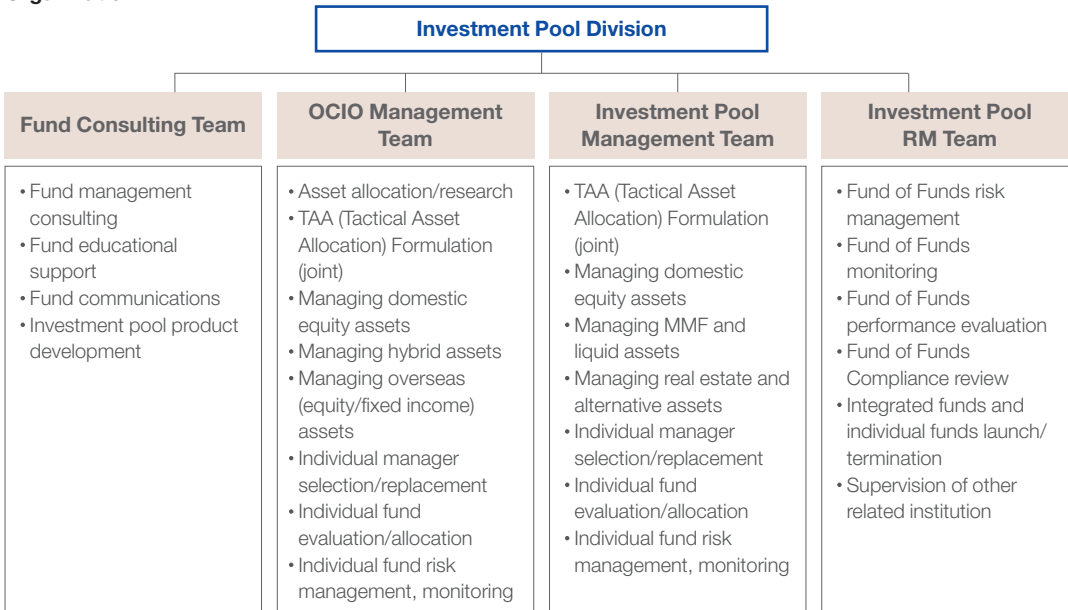 Investment Pool Division
Fund Consulting Team
• Fund management
consulting
• Fund educational
support
• Fund communications
• Investment pool product
development
OCIO Management
Team
• Asset allocation/research
• TAA (Tactical Asset
Allocation) Formulation
(joint)
• Managing domestic
equity assets
• Managing hybrid assets
• Managing overseas
(equity/fixed income)
assets
• Individual manager
selection/replacement
• Individual fund
evaluation/allocation
• Individual fund risk
management, monitoring
Investment Pool
Management Team
• TAA (Tactical Asset
Allocation) Formulation
(joint)
• Managing domestic
equity assets
• Managing MMF and
liquid assets
• Managing real estate and
alternative assets
• Individual manager
selection/replacement
• Individual fund
evaluation/allocation
• Individual fund risk
management, monitoring
Investment Pool
RM Team
• Fund of Funds risk
management
• Fund of Funds
monitoring
• Fund of Funds
performance evaluation
• Fund of Funds
Compliance review
• Integrated funds and
individual funds launch/
termination
• Supervision of other
related institution